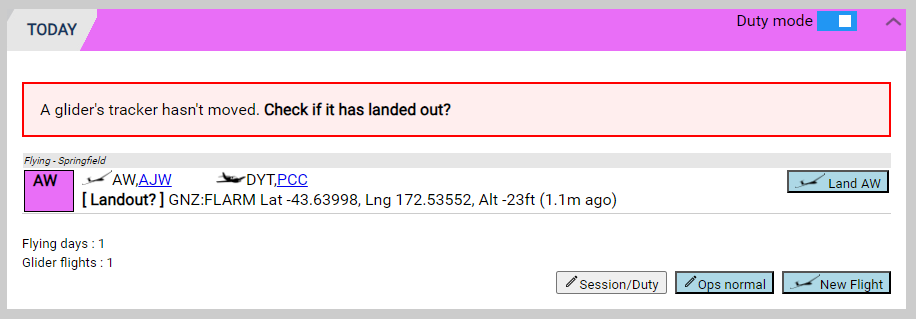 TODAY
Duty mode
A glider's tracker hasn't moved. Check if it has landed out?
Flying - Springfield
AW
AW,AJW DYT,PCC
[ Landout? ] GNZ:FLARM Lat -43.63998, Lng 172.53552, Alt -23ft (1.1m ago)
Land AW
Flying days : 1
Glider flights : 1
Session/Duty
Ops normal
New Flight